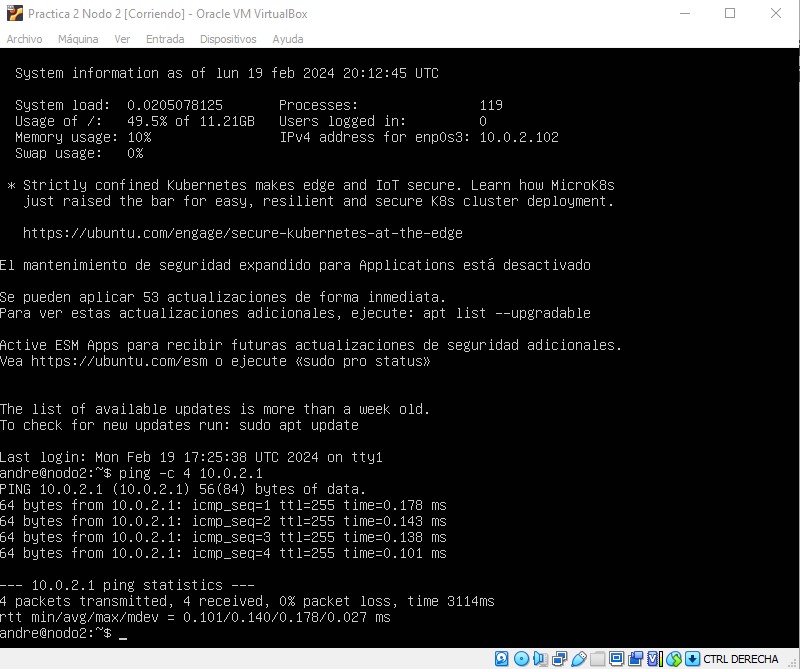 Practica 2 Nodo 2 [Corriendo] - Oracle VM VirtualBox
Archivo Máquina Ver Entrada Dispositivos Ayuda
System information as of lun 19 feb 2024 20:12:45 UTC
System load: 0.0205078125 Processes: 119
Usage of /: 49.5% of 11.21GB Users logged in: 0
Memory usage: 10% IPv4 address for enp0s3: 10.0.2.102
Swap usage: 0%
* Strictly confined Kubernetes makes edge and IoT secure. Learn how MicroK8s
just raised the bar for easy, resilient and secure K8s cluster deployment.
https://ubuntu.com/engage/secure-kubernetes-at-the-edge
El mantenimiento de seguridad expandido para Applications está desactivado
Se pueden aplicar 53 actualizaciones de forma inmediata.
Para ver estas actualizaciones adicionales, ejecute: apt list --upgradable
Active ESM Apps para recibir futuras actualizaciones de seguridad adicionales.
Vea https://ubuntu.com/esm o ejecute «sudo pro status»
The list of available updates is more than a week old.
To check for new updates run: sudo apt update
Last login: Mon Feb 19 17:25:38 UTC 2024 on tty1
andre@nodo2:~$ ping -c 4 10.0.2.1
PING 10.0.2.1 (10.0.2.1) 56(84) bytes of data.
64 bytes from 10.0.2.1: icmp_seq=1 ttl=255 time=0.178 ms
64 bytes from 10.0.2.1: icmp_seq=2 ttl=255 time=0.143 ms
64 bytes from 10.0.2.1: icmp_seq=3 ttl=255 time=0.138 ms
64 bytes from 10.0.2.1: icmp_seq=4 ttl=255 time=0.101 ms
--- 10.0.2.1 ping statistics ---
4 packets transmitted, 4 received, 0% packet loss, time 3114ms
rtt min/avg/max/mdev = 0.101/0.140/0.178/0.027 ms
andre@nodo2:~$ _
CTRL DERECHA